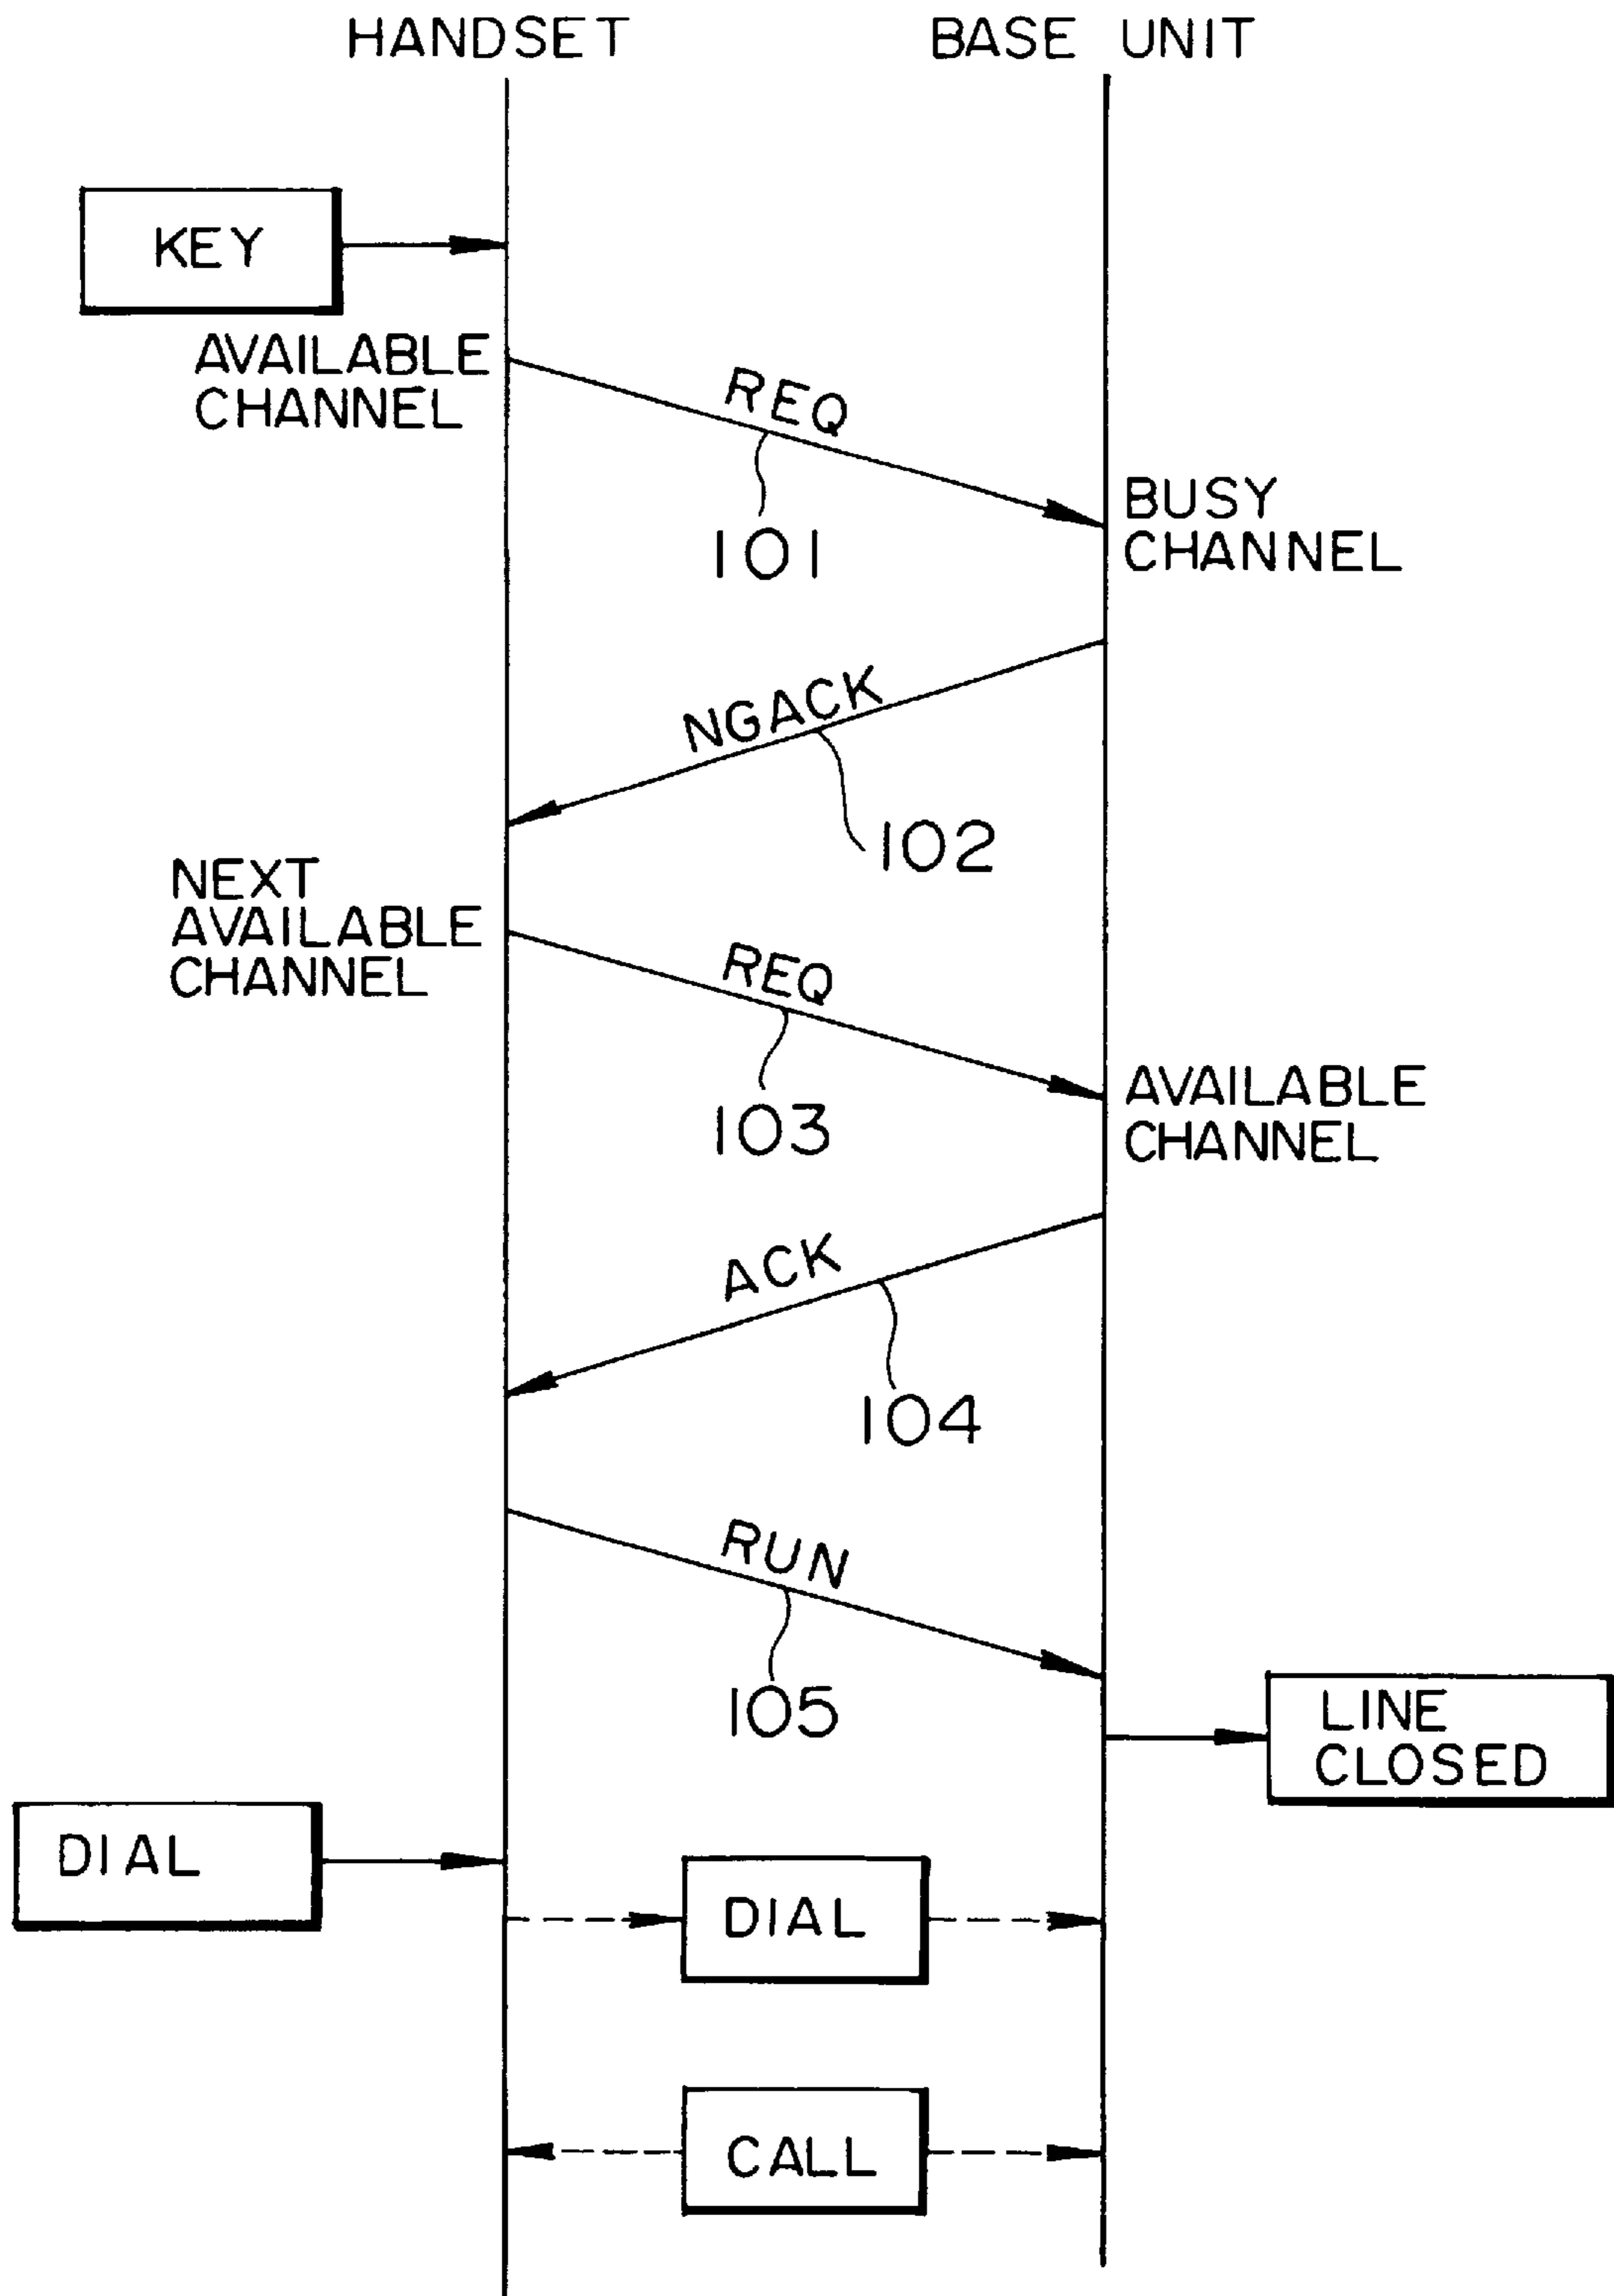 HANDSET
BASE UNIT
KEY
AVAILABLE
CHANNEL
REQ
101
BUSY
CHANNEL
NGACK
102
NEXT
AVAILABLE
CHANNEL
REQ
103
AVAILABLE
CHANNEL
ACK
104
RUN
105
LINE
CLOSED
DIAL
DIAL
CALL